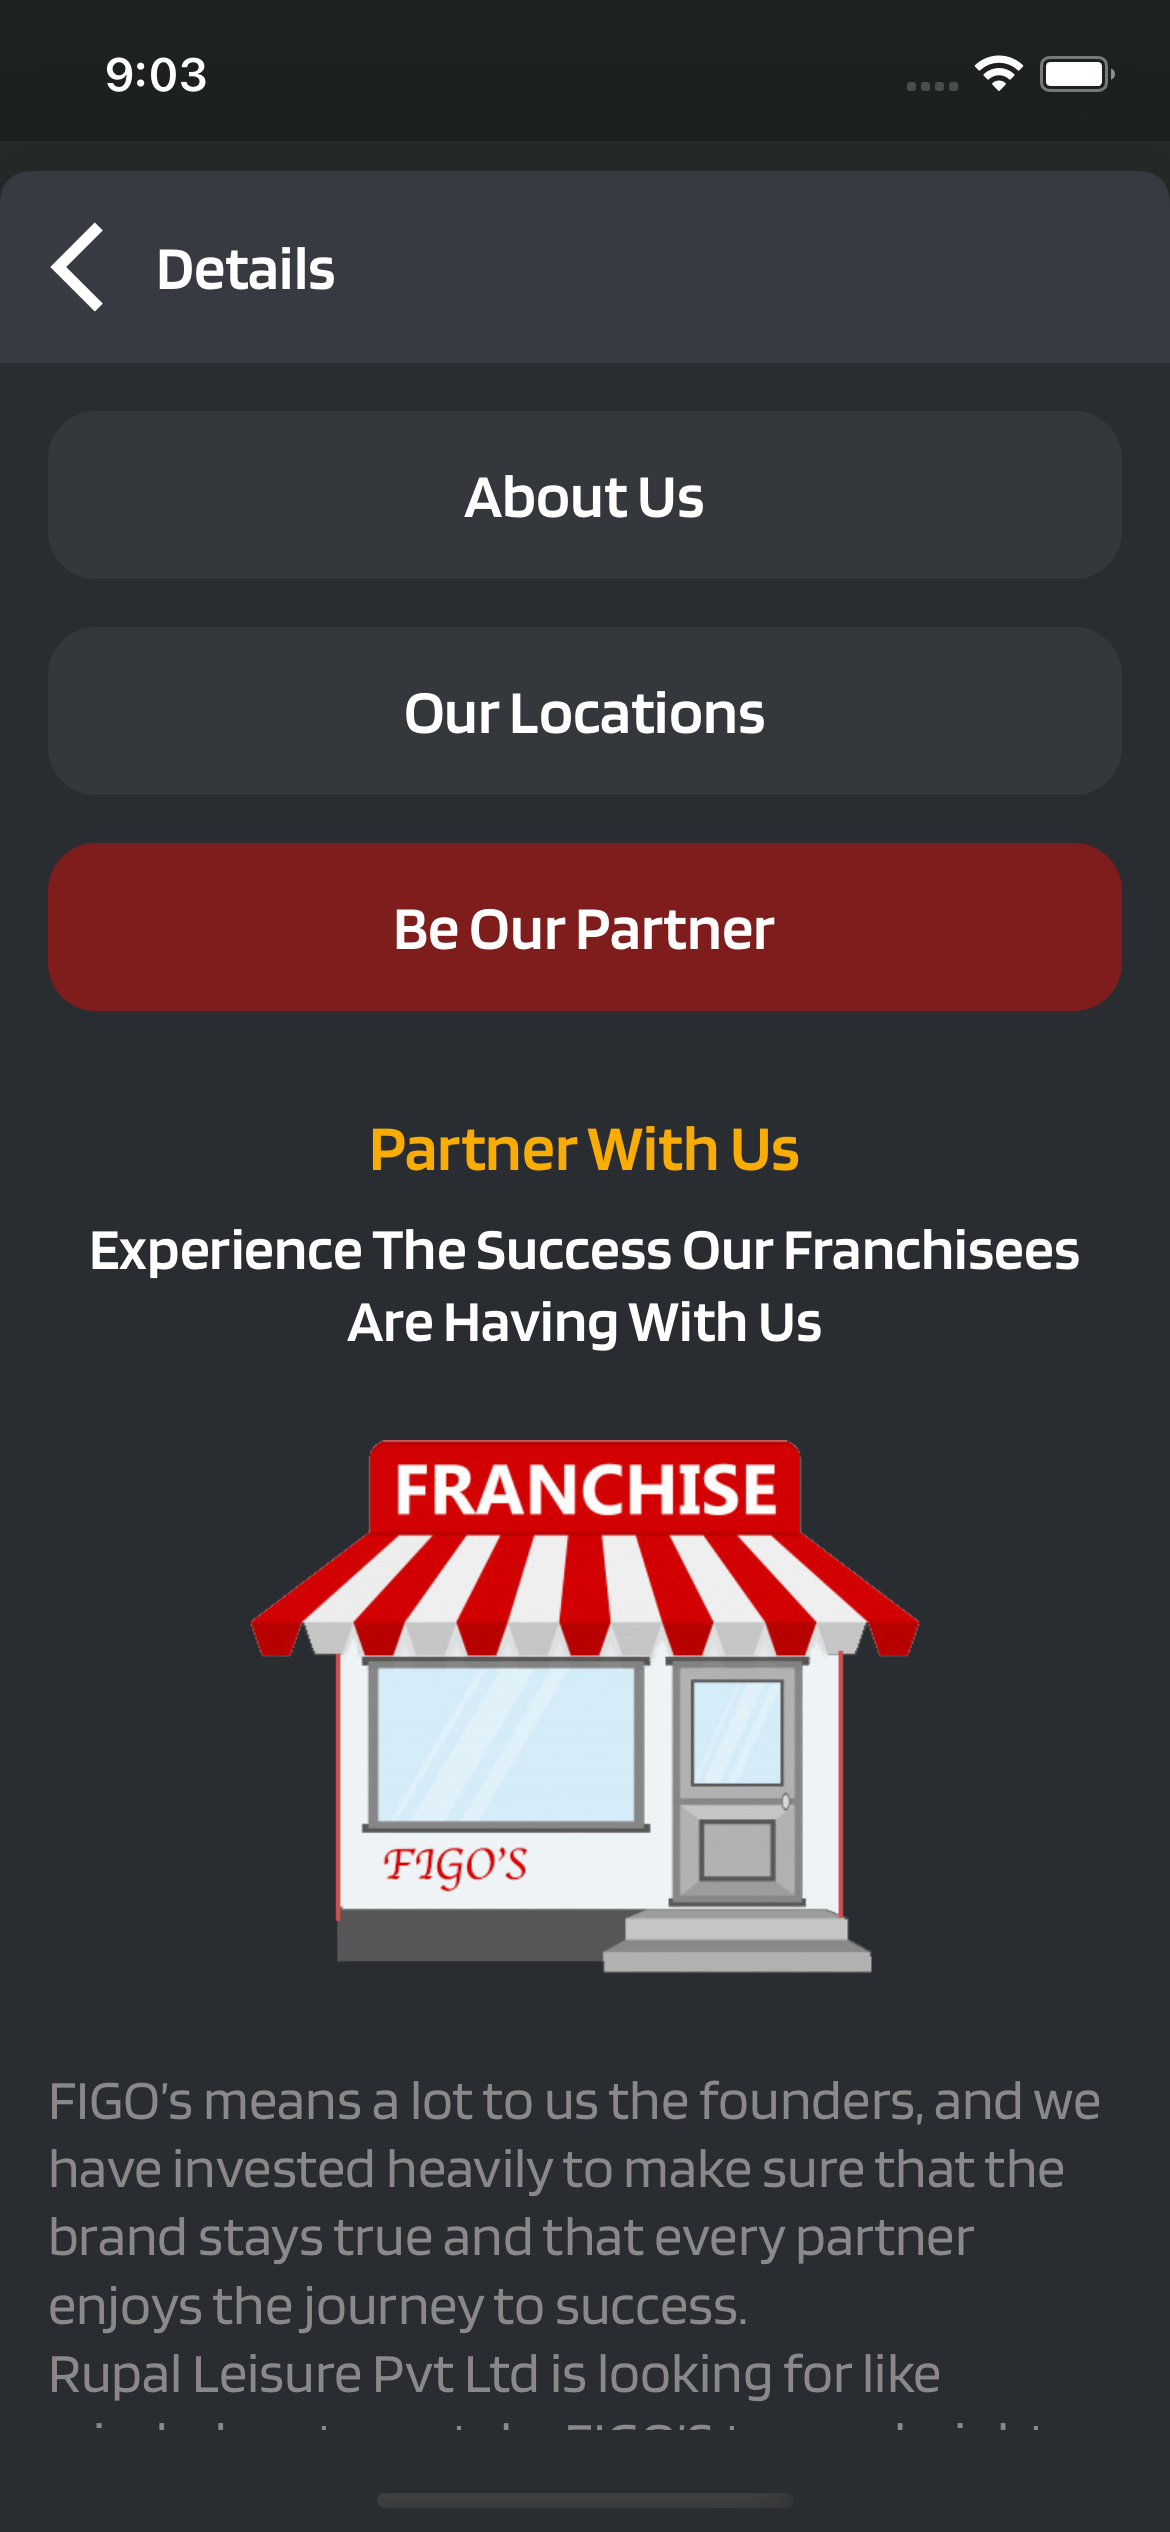 9:03
Details
About Us
Our Locations
Be Our Partner
Partner With Us
Experience The Success Our Franchisees
Are Having With Us
FRANCHISE
FIGO'S
FIGO's means a lot to us the founders, and we
have invested heavily to make sure that the
brand stays true and that every partner
enjoys the journey to success.
Rupal Leisure Pvt Ltd is looking for like